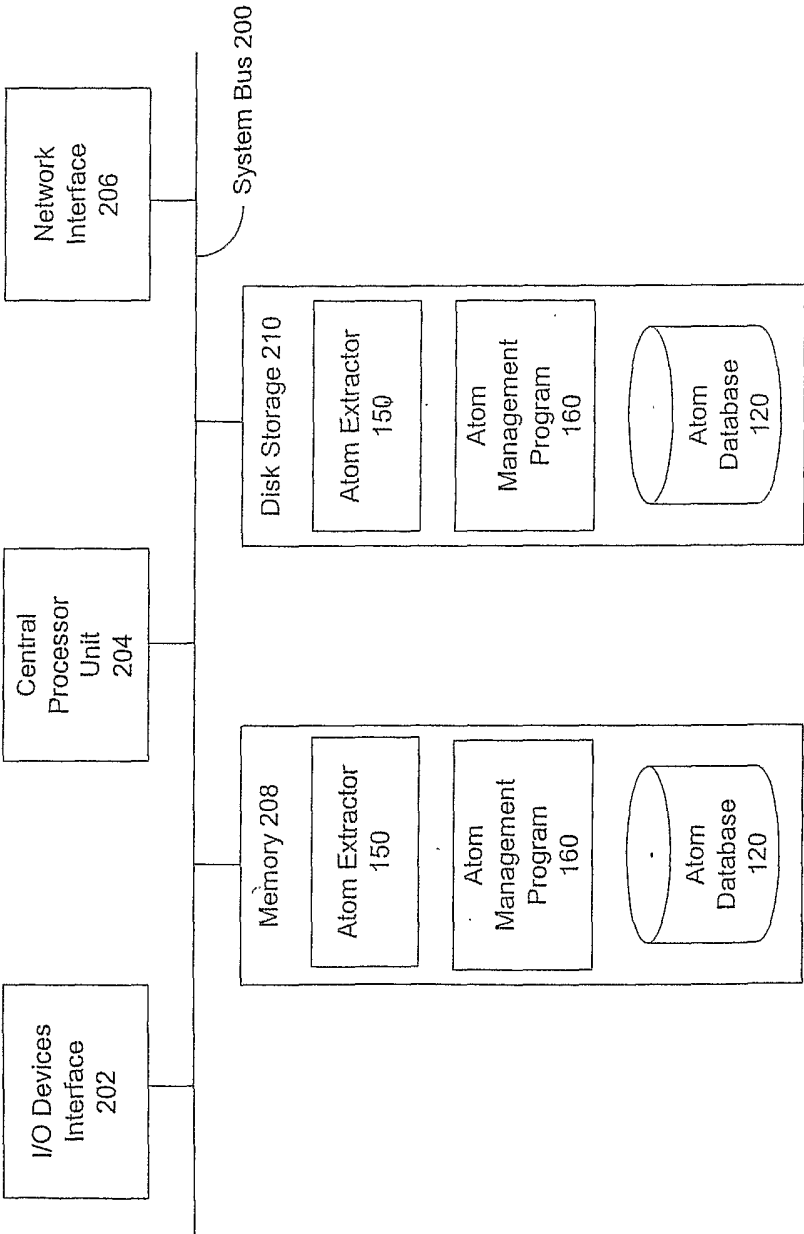 I/O Devices
Interface
202
Central
Processor
Unit
204
Network
Interface
206
System Bus 200
Memory 208
Atom Extractor
150
Atom
Management
Program
160
Atom
Database
120
Disk Storage 210
Atom Extractor
150
Atom
Management
Program
160
Atom
Database
120